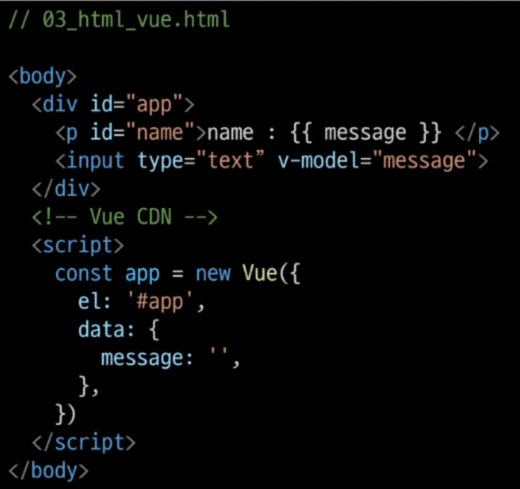 // 03_html_vue.html
<body>
<div id="app">
<p id="name">name : {{ message }} </p>
<input type="text” v-model="message">
</div>
<!-- Vue CDN -->
<script>
const app = new Vue({
el: '#app',
data: {
message: '',
},
})
</script>
</body>